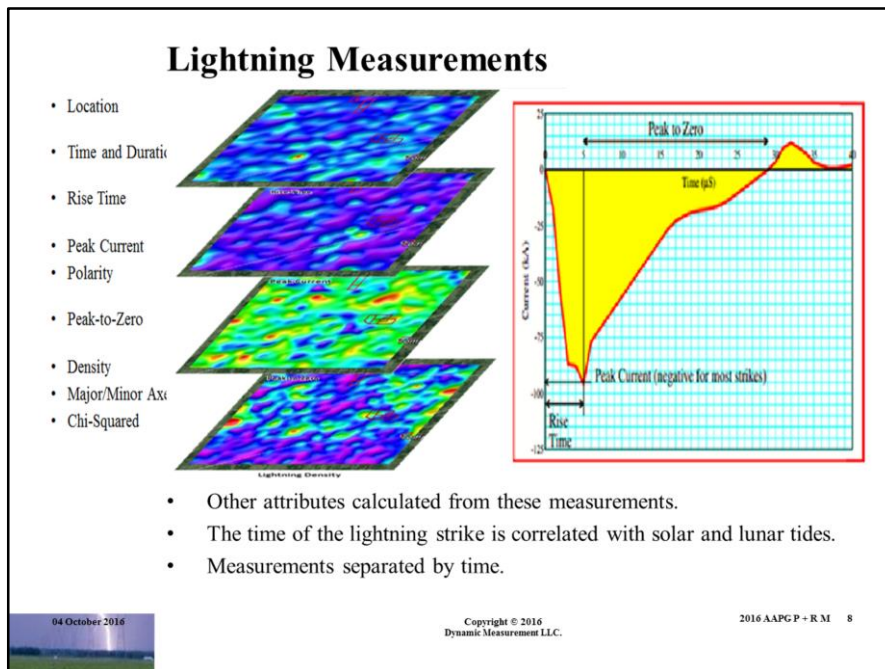 Lightning Measurements
• Location
• Time and Duratio
• Rise Time
• Peak Current
• Polarity
• Peak-to-Zero
• Density
• Major/Minor Axe
• Chi-Squared
Peak Current
Lightning Density
25
Peak to Zero
0
5
10
15
20
25
30
35
40
Time (µS)
-25
-50
-75
-100
-125
Current (kA)
Peak Current (negative for most strikes)
Rise
Time
• Other attributes calculated from these measurements.
• The time of the lightning strike is correlated with solar and lunar tides.
• Measurements separated by time.
04 October 2016
Copyright © 2016
Dynamic Measurement LLC.
2016 AAPG P + R M 8